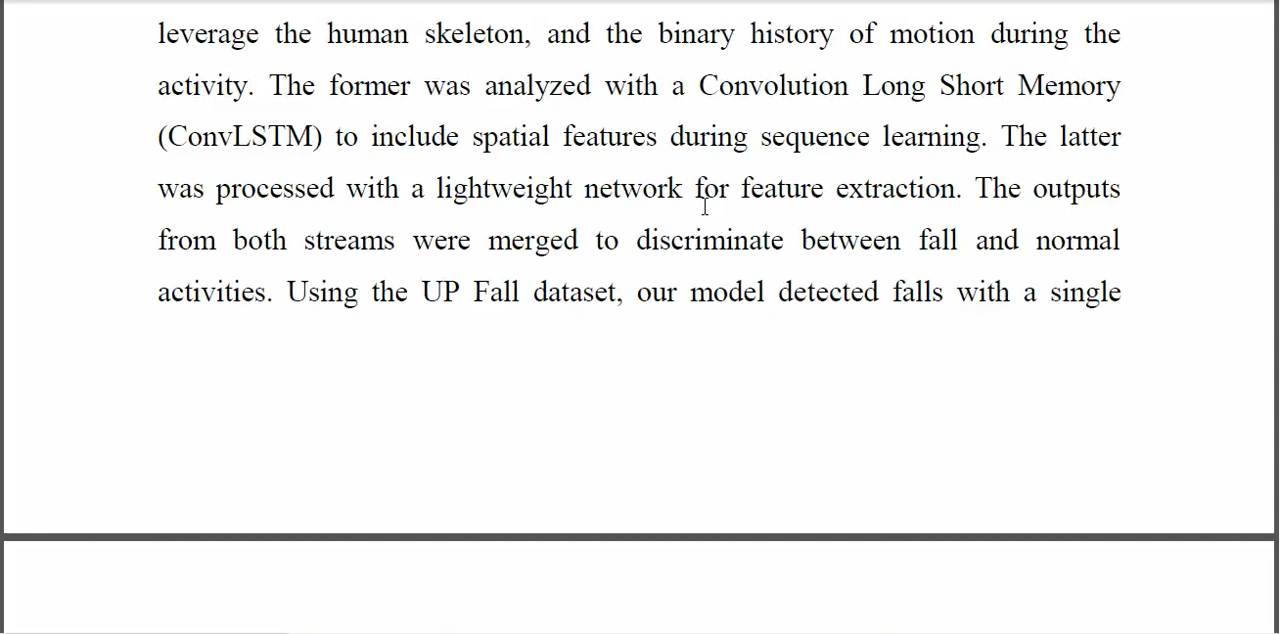 leverage the human skeleton, and the binary history of motion during the
activity. The former was analyzed with a Convolution Long Short Memory
(ConvLSTM) to include spatial features during sequence learning. The latter
was processed with a lightweight network for feature extraction. The outputs
from both streams were merged to discriminate between fall and normal
activities. Using the UP Fall dataset, our model detected falls with a single